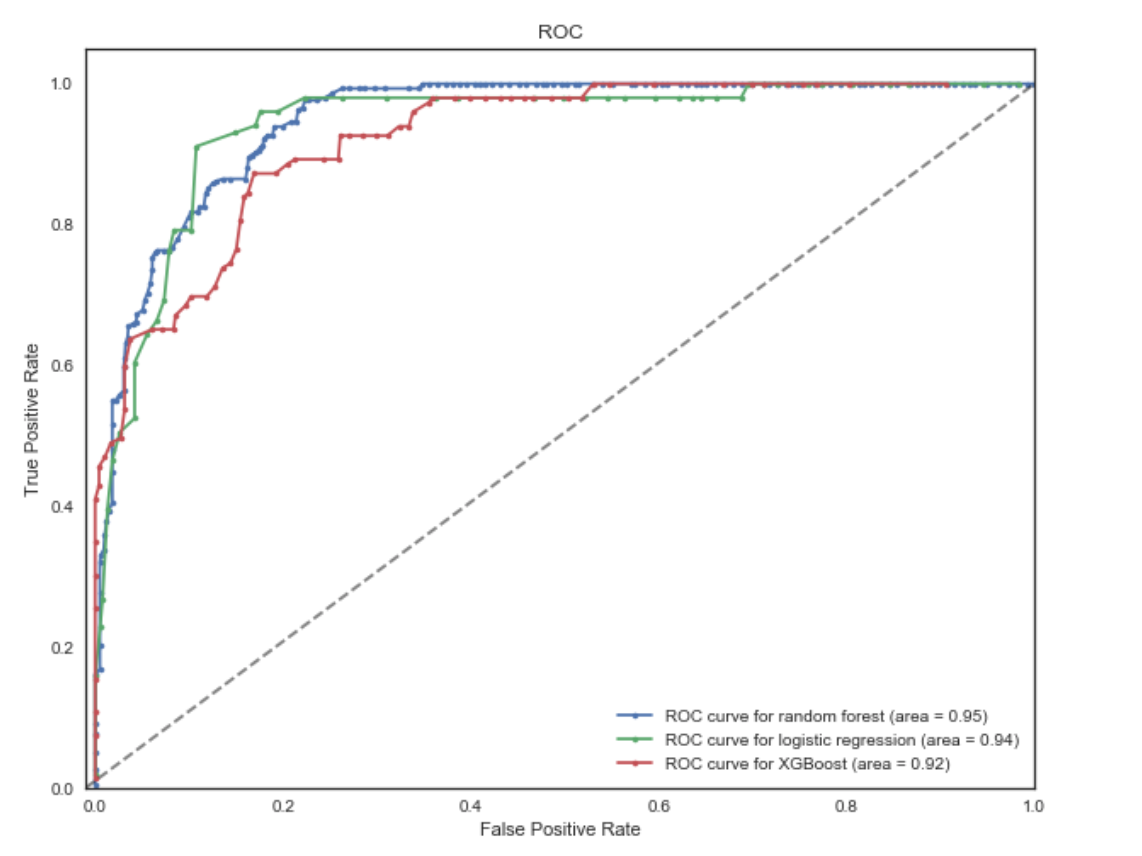 ROC
1.0
0.8
0.6
0.4
0.2
0.0
True Positive Rate
0.0 0.2 0.4 0.6 0.8 1.0
False Positive Rate
ROC curve for random forest (area = 0.95)
ROC curve for logistic regression (area = 0.94)
ROC curve for XGBoost (area = 0.92)